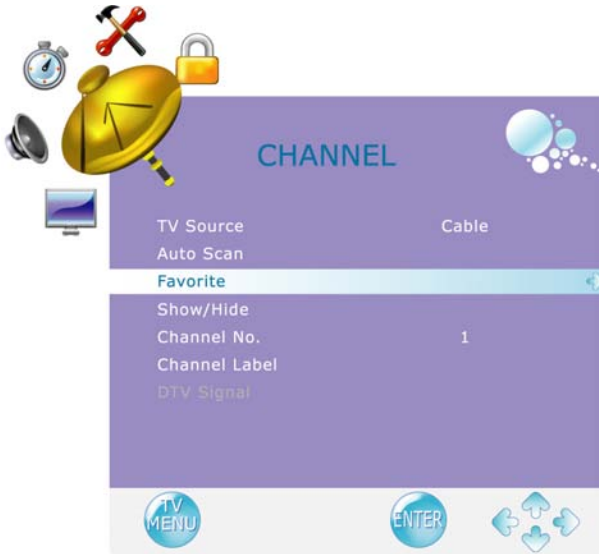 CHANNEL
TV Source Cable
Auto Scan
Favorite
Show/Hide
Channel No. 1
Channel Label
DTV Signal
TV
MENU
ENTER